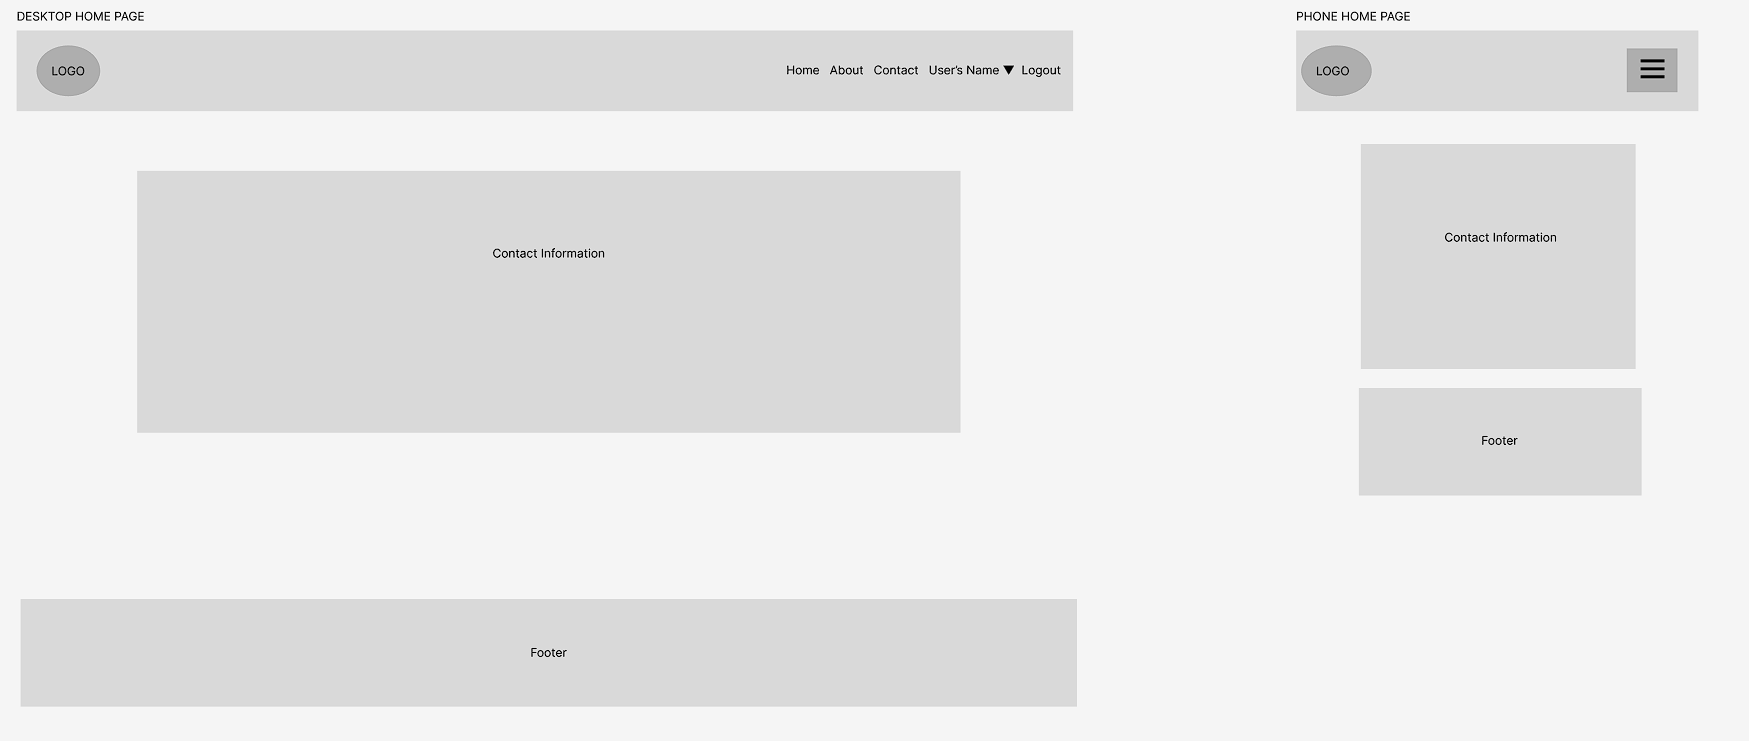 DESKTOP HOME PAGE
LOGO
Home About Contact User's Name ▼ Logout
Contact Information
Footer
PHONE HOME PAGE
LOGO
Contact Information
Footer